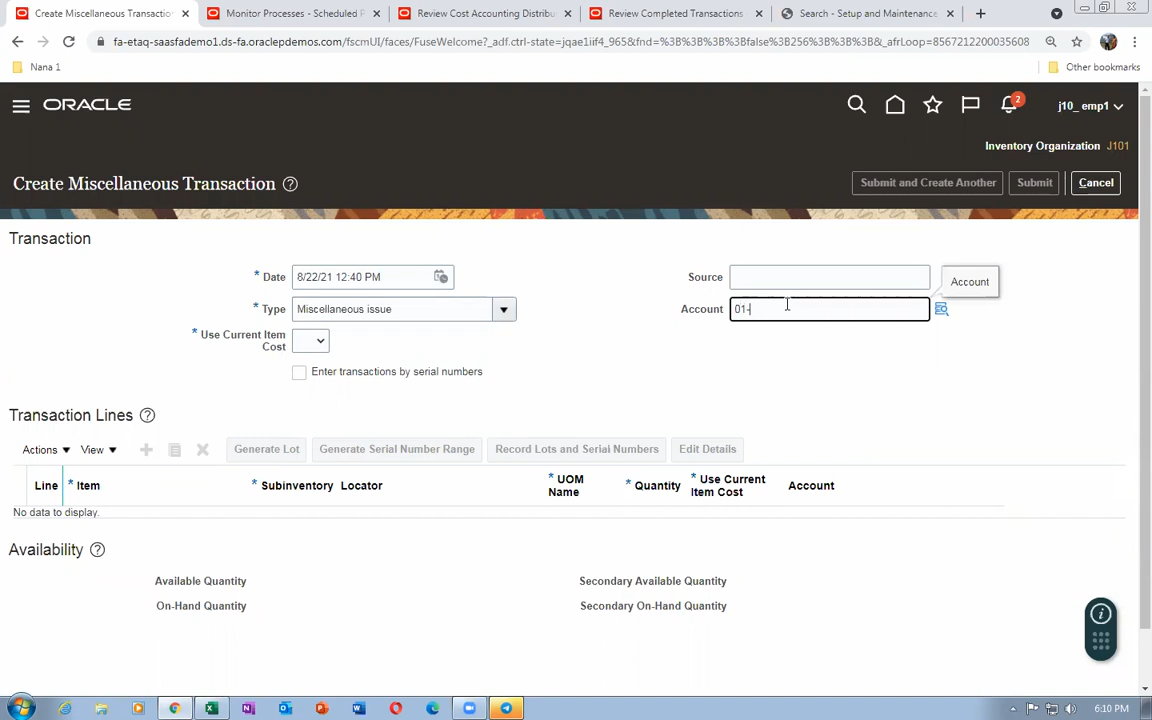 Create Miscellaneous Transactio
Monitor Processes - Scheduled P
Review Cost Accounting Distribu
Review Completed Transactions
Search - Setup and Maintenance
fa-etaq-saasfademo1.ds-fa.oraclepdemos.com/fscmUI/faces/FuseWelcome?_adf.ctrl-state=jqae1iif4_965&fnd=%3B%3B%3B%3Bfalse%3B256%3B%3B%3B&_afrLoop=8567212200035608
Nana 1
Other bookmarks
ORACLE
2
j10_ emp1
Inventory Organization J101
Create Miscellaneous Transaction
Submit and Create Another
Submit
Cancel
Transaction
* Date 8/22/21 12:40 PM
Source
Account
* Type Miscellaneous issue
Account 01-
* Use Current Item
Cost
Enter transactions by serial numbers
Transaction Lines
Actions View Generate Lot Generate Serial Number Range Record Lots and Serial Numbers Edit Details
Line * Item * Subinventory Locator * UOM Name * Quantity * Use Current Item Cost Account
No data to display.
Availability
Available Quantity
Secondary Available Quantity
On-Hand Quantity
Secondary On-Hand Quantity
6:10 PM